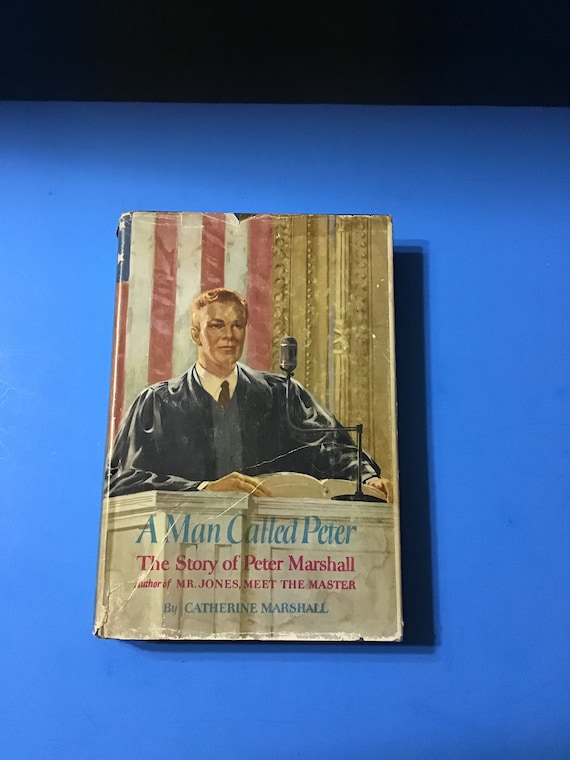 A Man Called Peter
The Story of Peter Marshall
Author of MR. JONES, MEET THE MASTER
By CATHERINE MARSHALL